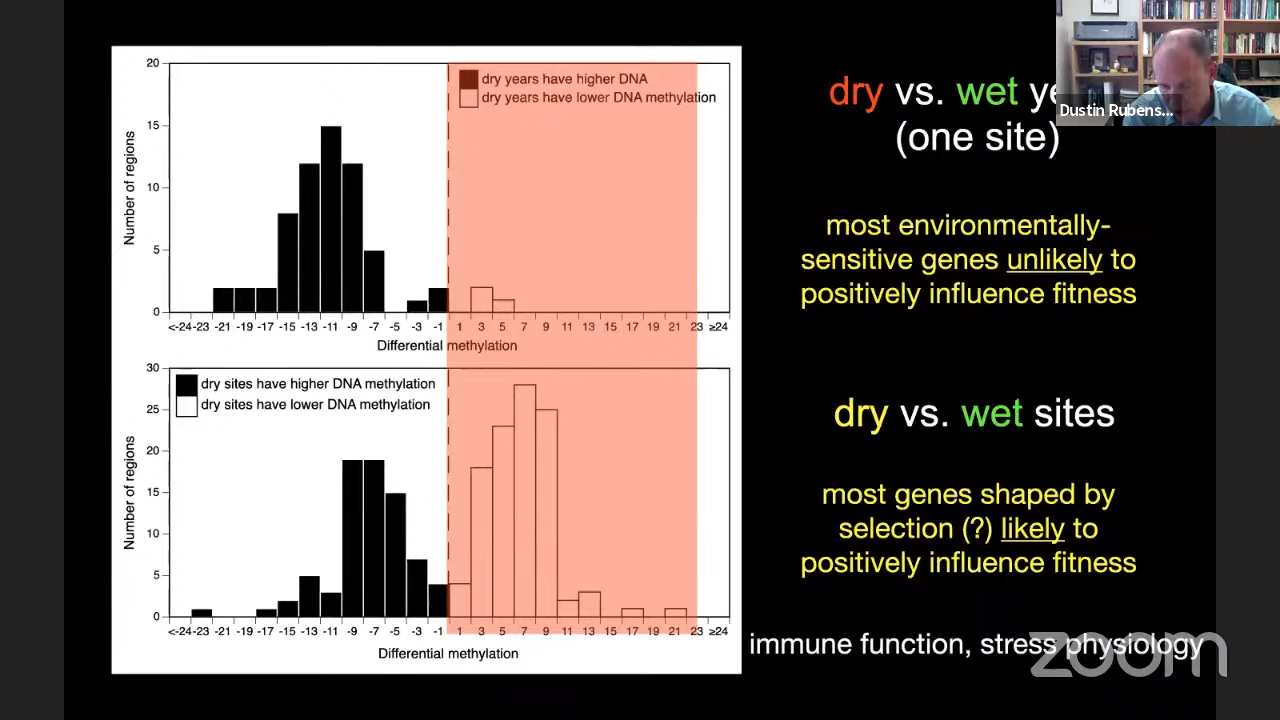 20
15
10
5
0
Number of regions
dry years have higher DNA
dry years have lower DNA methylation
<-24 -23 -21 -19 -17 -15 -13 -11 -9 -7 -5 -3 -1 1 3 5 7 9 11 13 15 17 19 21 23 ≥24
Differential methylation
30
25
20
15
10
5
0
Number of regions
dry sites have higher DNA methylation
dry sites have lower DNA methylation
<-24 -23 -21 -19 -17 -15 -13 -11 -9 -7 -5 -3 -1 1 3 5 7 9 11 13 15 17 19 21 23 ≥24
Differential methylation
dry vs. wet ye
(one site)
Dustin Rubens...
most environmentally-
sensitive genes unlikely to
positively influence fitness
dry vs. wet sites
most genes shaped by
selection (?) likely to
positively influence fitness
immune function, stress physiology
zoom